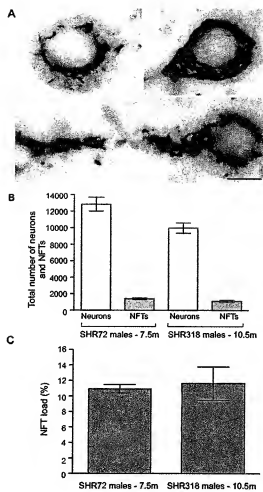 A
B
Total number of neurons
and NFTs
14000
12000
10000
8000
6000
4000
2000
0
Neurons NFTs Neurons NFTs
SHR72 males - 7.5m SHR318 males - 10.5m
C
NFT load (%)
16
14
12
10
8
6
4
2
0
SHR72 males - 7.5m SHR318 males - 10.5m